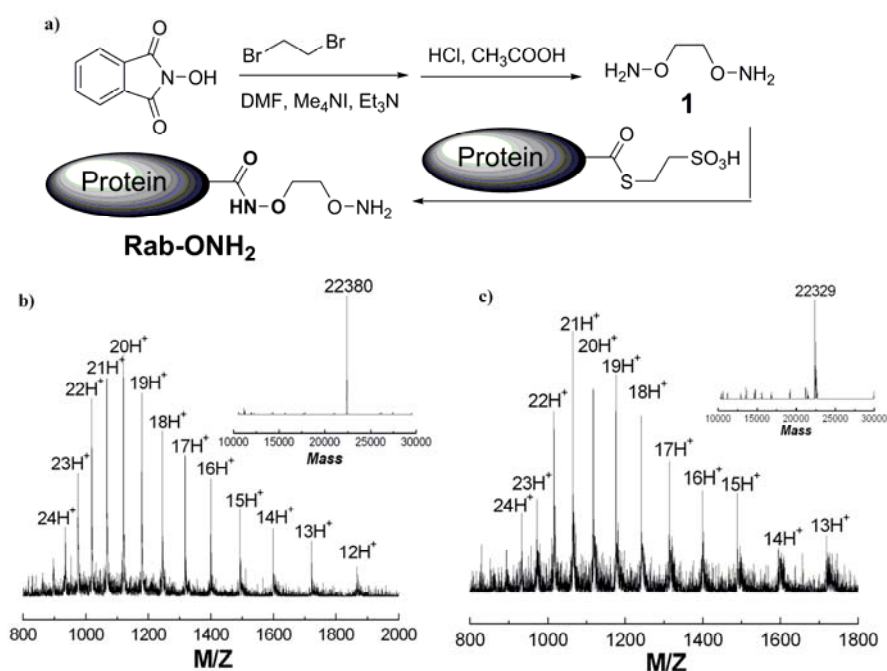 a)
O
N-OH
O
Br
Br
DMF, Me₄NI, Et₃N
HCl, CH₃COOH
H₂N
O
O
NH₂
1
Protein
O
S
SO₃H
Protein
O
HN
O
O
NH₂
Rab-ONH₂
b)
22380
10000 15000 20000 25000 30000
Mass
24H⁺
23H⁺
22H⁺
21H⁺
20H⁺
19H⁺
18H⁺
17H⁺
16H⁺
15H⁺
14H⁺
13H⁺
12H⁺
800 1000 1200 1400 1600 1800 2000
M/Z
c)
22329
10000 15000 20000 25000 30000
Mass
24H⁺
23H⁺
22H⁺
21H⁺
20H⁺
19H⁺
18H⁺
17H⁺
16H⁺
15H⁺
14H⁺
13H⁺
800 1000 1200 1400 1600 1800
M/Z